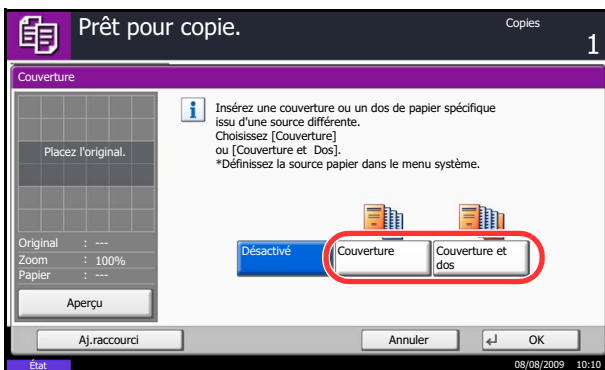 Prêt pour copie.
Copies
1
Couverture
Placez l'original.
Original : ---
Zoom : 100%
Papier : ---
Aperçu
i
Insérez une couverture ou un dos de papier spécifique
issu d'une source différente.
Choisissez [Couverture]
ou [Couverture et Dos].
*Définissez la source papier dans le menu système.
Désactivé
Couverture
Couverture et
dos
Aj.raccourci
Annuler
OK
État
08/08/2009 10:10